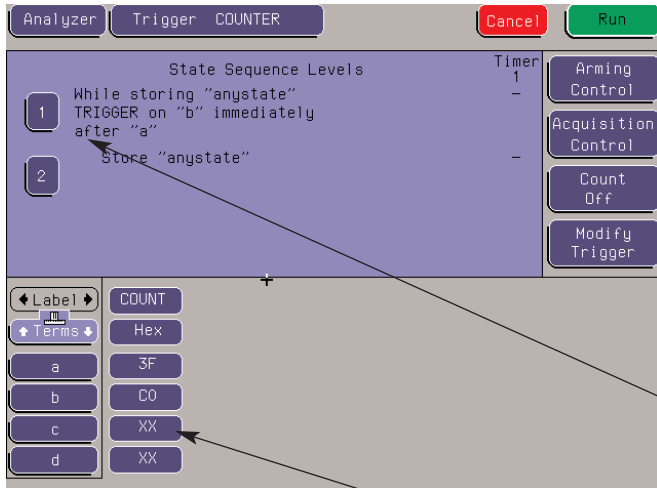 Analyzer Trigger COUNTER Cancel Run
State Sequence Levels Timer
1
1 While storing "anystate" –
TRIGGER on "b" immediately
after "a"
2 Store "anystate" –
Arming
Control
Acquisition
Control
Count
Off
Modify
Trigger
Label COUNT
Terms Hex
a 3F
b C0
c XX
d XX